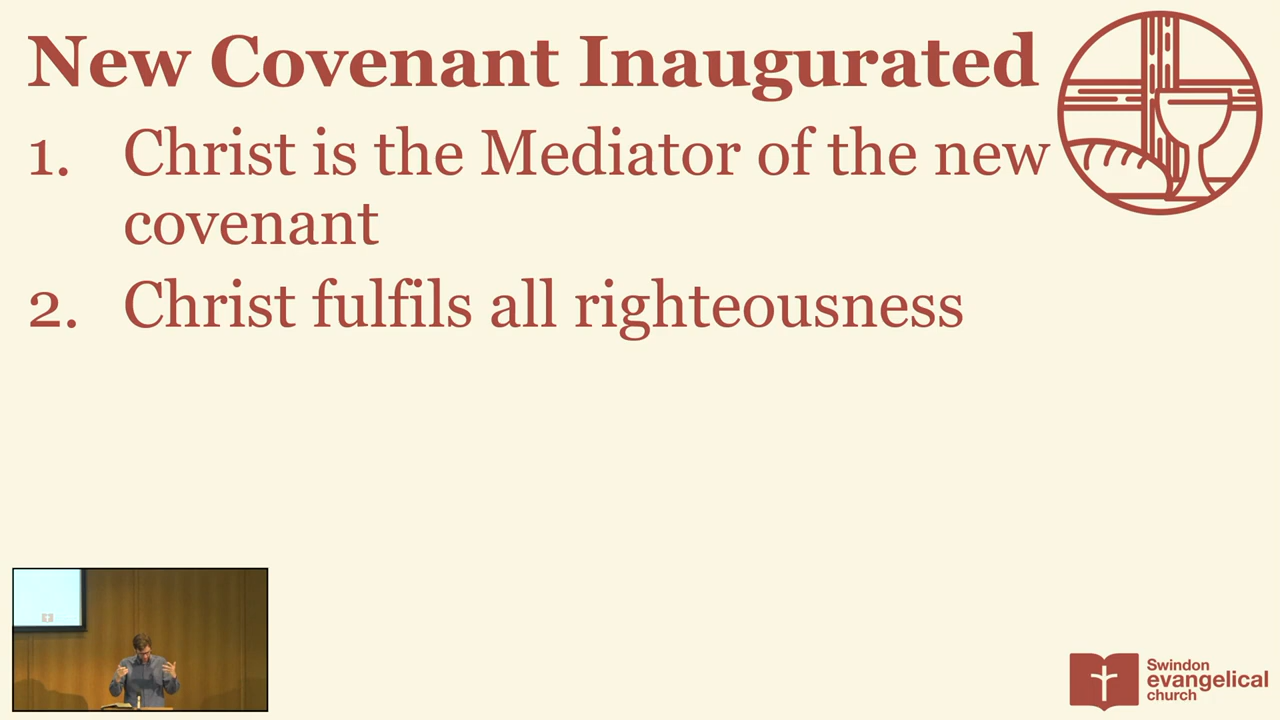 New Covenant Inaugurated
1. Christ is the Mediator of the new
covenant
2. Christ fulfils all righteousness
Swindon
evangelical
church